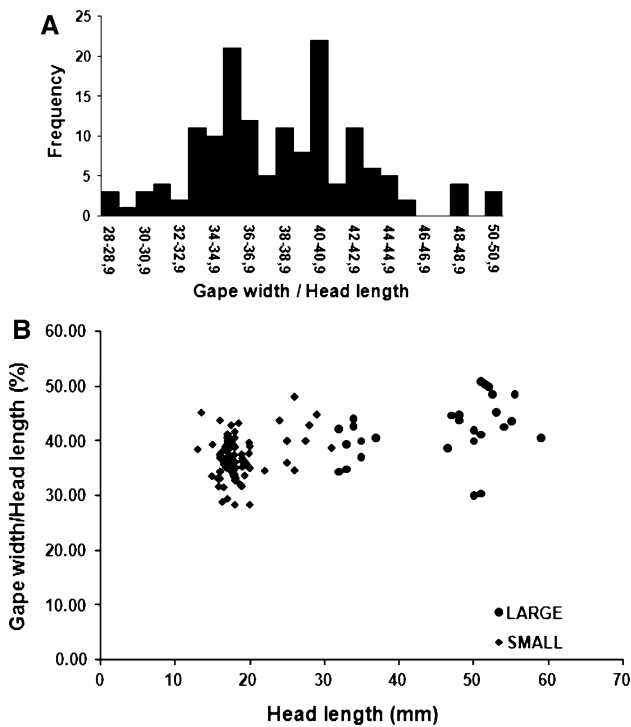 A
Frequency
25
20
15
10
5
0
28-28,9
30-30,9
32-32,9
34-34,9
36-36,9
38-38,9
40-40,9
42-42,9
44-44,9
46-46,9
48-48,9
50-50,9
Gape width / Head length
B
Gape width/Head length (%)
60.00
50.00
40.00
30.00
20.00
10.00
0.00
LARGE
SMALL
0 10 20 30 40 50 60 70
Head length (mm)